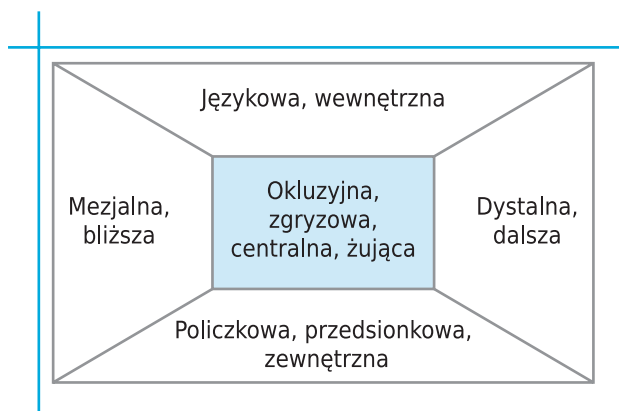 Językowa, wewnętrzna
Mezjalna,
bliższa
Okluzyjna,
zgryzowa,
centralna, żująca
Dystalna,
dalsza
Policzkowa, przedsionkowa,
zewnętrzna